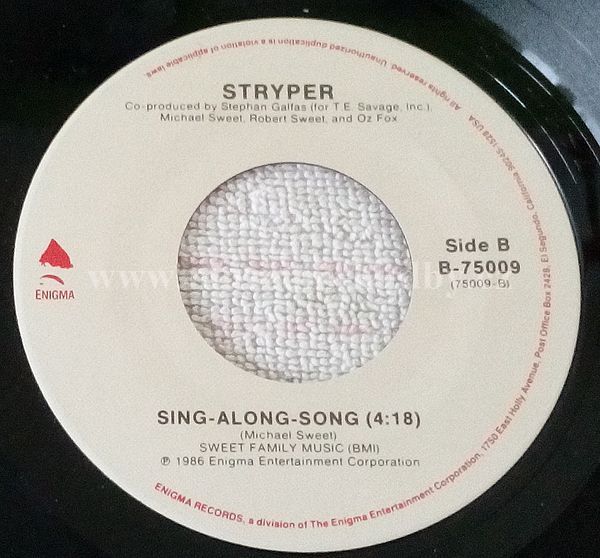 All rights reserved. Unauthorized duplication is a violation of applicable laws.
STRYPER
Co-produced by Stephan Galfas (for T.E. Savage, Inc.),
Michael Sweet, Robert Sweet, and Oz Fox
Side B
B-75009
(75009-B)
ENIGMA
www.
SING-ALONG-SONG (4:18)
(Michael Sweet)
SWEET FAMILY MUSIC (BMI)
℗ 1986 Enigma Entertainment Corporation
ENIGMA RECORDS, a division of The Enigma Entertainment Corporation, 1750 East Holly Avenue, Post Office Box 2428, El Segundo, California 90245-1528 USA